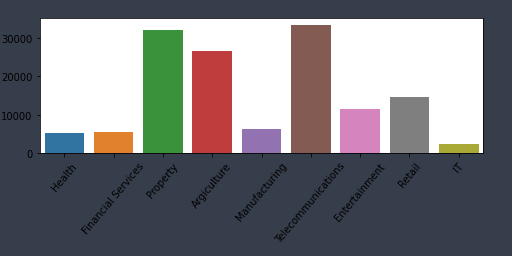 30000
20000
10000
0
Health
Financial Services
Property
Argiculture
Manufacturing
Telecommunications
Entertainment
Retail
IT